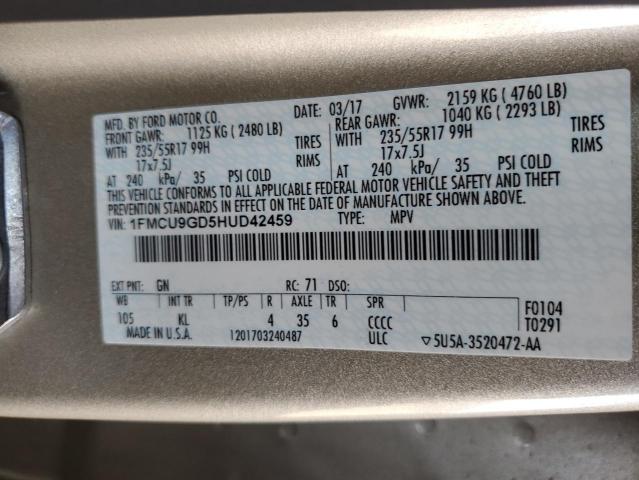 MFD. BY FORD MOTOR CO. DATE: 03/17 GVWR: 2159 KG ( 4760 LB)
FRONT GAWR: 1125 KG ( 2480 LB) REAR GAWR: 1040 KG ( 2293 LB)
WITH 235/55R17 99H TIRES WITH 235/55R17 99H TIRES
17x7.5J RIMS 17x7.5J RIMS
AT 240 kPa/ 35 PSI COLD AT 240 kPa/ 35 PSI COLD
THIS VEHICLE CONFORMS TO ALL APPLICABLE FEDERAL MOTOR VEHICLE SAFETY AND THEFT
PREVENTION STANDARDS IN EFFECT ON THE DATE OF MANUFACTURE SHOWN ABOVE.
VIN: 1FMCU9GD5HUD42459 TYPE: MPV
EXT PNT: GN RC: 71 DSO:
WB INT TR TP/PS R AXLE TR SPR
105 KL 4 35 6 CCCC
F0104
T0291
MADE IN U.S.A. 1201703240487 ULC ▽5U5A-3520472-AA